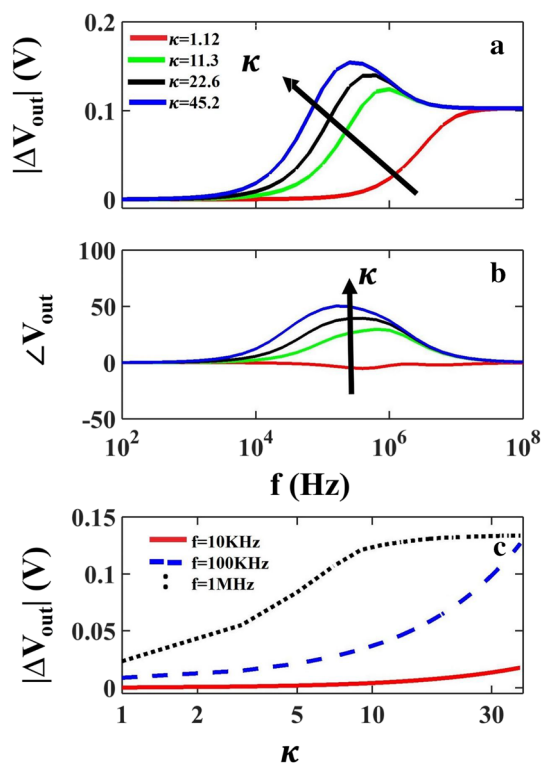 a
|ΔV_out| (V)
0.2
0.1
0
κ=1.12
κ=11.3
κ=22.6
κ=45.2
κ
b
∠V_out
100
50
0
-50
κ
10^2 10^4 10^6 10^8
f (Hz)
c
|ΔV_out| (V)
0.15
0.1
0.05
0
f=10KHz
f=100KHz
f=1MHz
1 2 5 10 30
κ